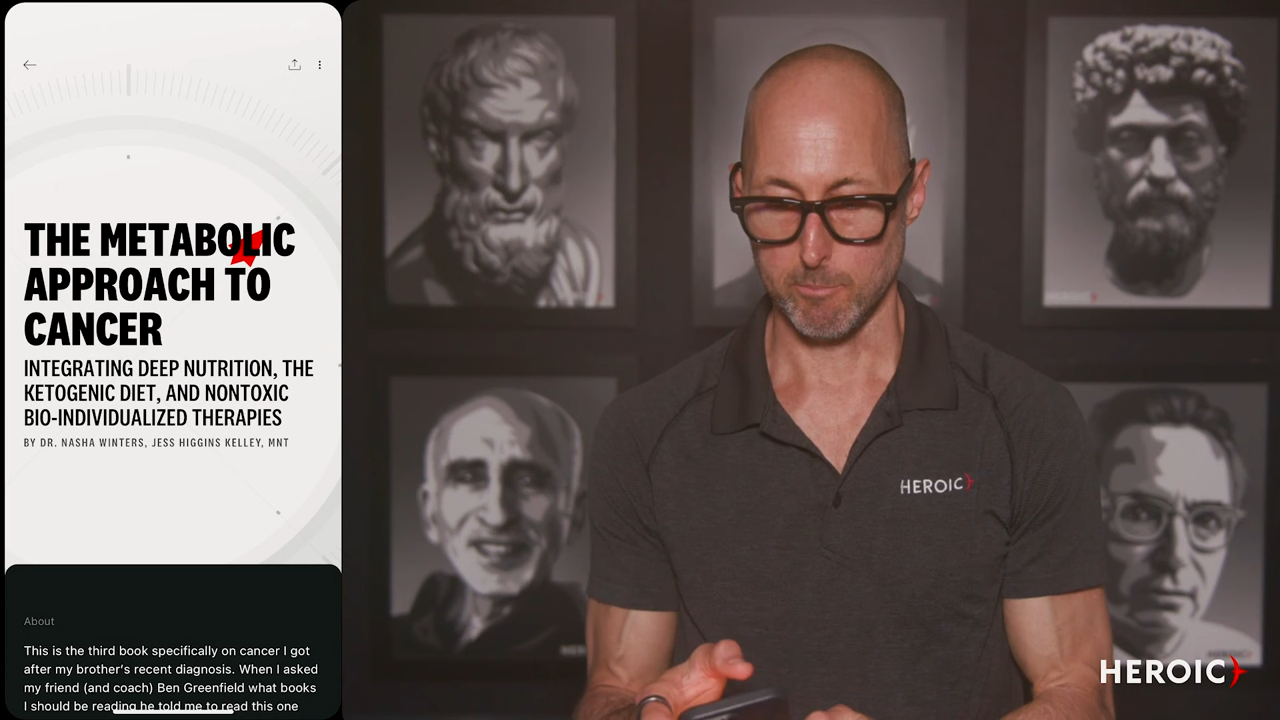 THE METABOLIC
APPROACH TO
CANCER
INTEGRATING DEEP NUTRITION, THE
KETOGENIC DIET, AND NONTOXIC
BIO-INDIVIDUALIZED THERAPIES
BY DR. NASHA WINTERS, JESS HIGGINS KELLEY, MNT
About
This is the third book specifically on cancer I got
after my brother’s recent diagnosis. When I asked
my friend (and coach) Ben Greenfield what books
I should be reading he told me to read this one
HEROIC
HEROIC